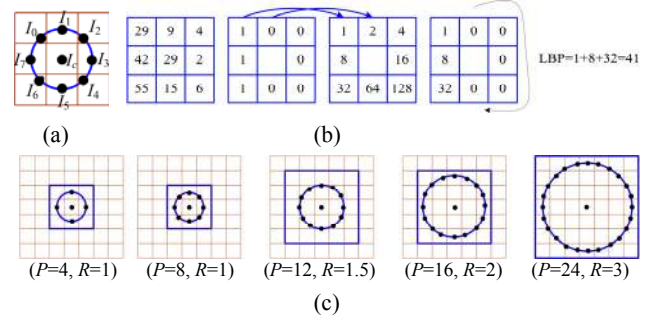 I0 I1 I2
I7 Ic I3
I6 I5 I4
(a)
29 9 4
42 29 2
55 15 6
1 0 0
1 0
1 0 0
1 2 4
8 16
32 64 128
1 0 0
8 0
32 0 0
LBP=1+8+32=41
(b)
(P=4, R=1)
(P=8, R=1)
(P=12, R=1.5)
(P=16, R=2)
(P=24, R=3)
(c)